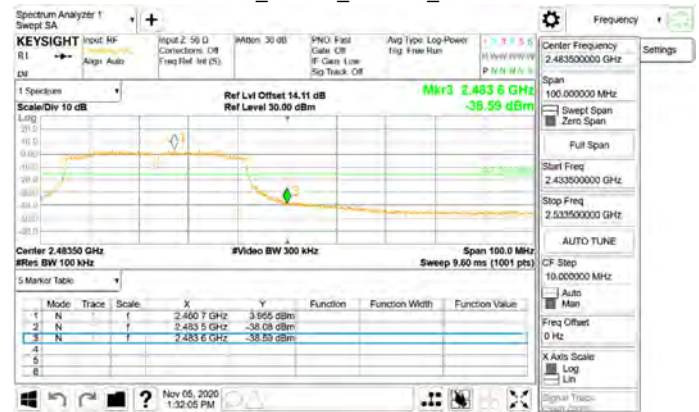 Spectrum Analyzer 1
Swept SA
+
Frequency
KEYSIGHT
Input: RF
Input Z: 50 Ω
#Atten: 30 dB
PNO: Fast
Avg Type: Log-Power
R L
Align: Auto
Corrections: Off
Gate: Off
Trig: Free Run
Freq Ref: Int (S)
IF Gain: Low
Sig Track: Off
1 Spectrum
Ref Lvl Offset 14.11 dB
Mkr3 2.483 6 GHz
Scale/Div 10 dB
Ref Level 30.00 dBm
-38.59 dBm
Log
Center 2.48350 GHz
#Video BW 300 kHz
Span 100.0 MHz
#Res BW 100 kHz
Sweep 9.60 ms (1001 pts)
5 Marker Table
Mode Trace Scale X Y Function Function Width Function Value
1 N 1 f 2.460 7 GHz 3.965 dBm
2 N 1 f 2.483 5 GHz -38.08 dBm
3 N 1 f 2.483 6 GHz -38.59 dBm
4
5
6
Nov 05, 2020
1:32:05 PM
Center Frequency
2.483500000 GHz
Settings
Span
100.000000 MHz
Swept Span
Zero Span
Full Span
Start Freq
2.433500000 GHz
Stop Freq
2.533500000 GHz
AUTO TUNE
CF Step
10.000000 MHz
Auto
Man
Freq Offset
0 Hz
X Axis Scale
Log
Lin
Signal Track